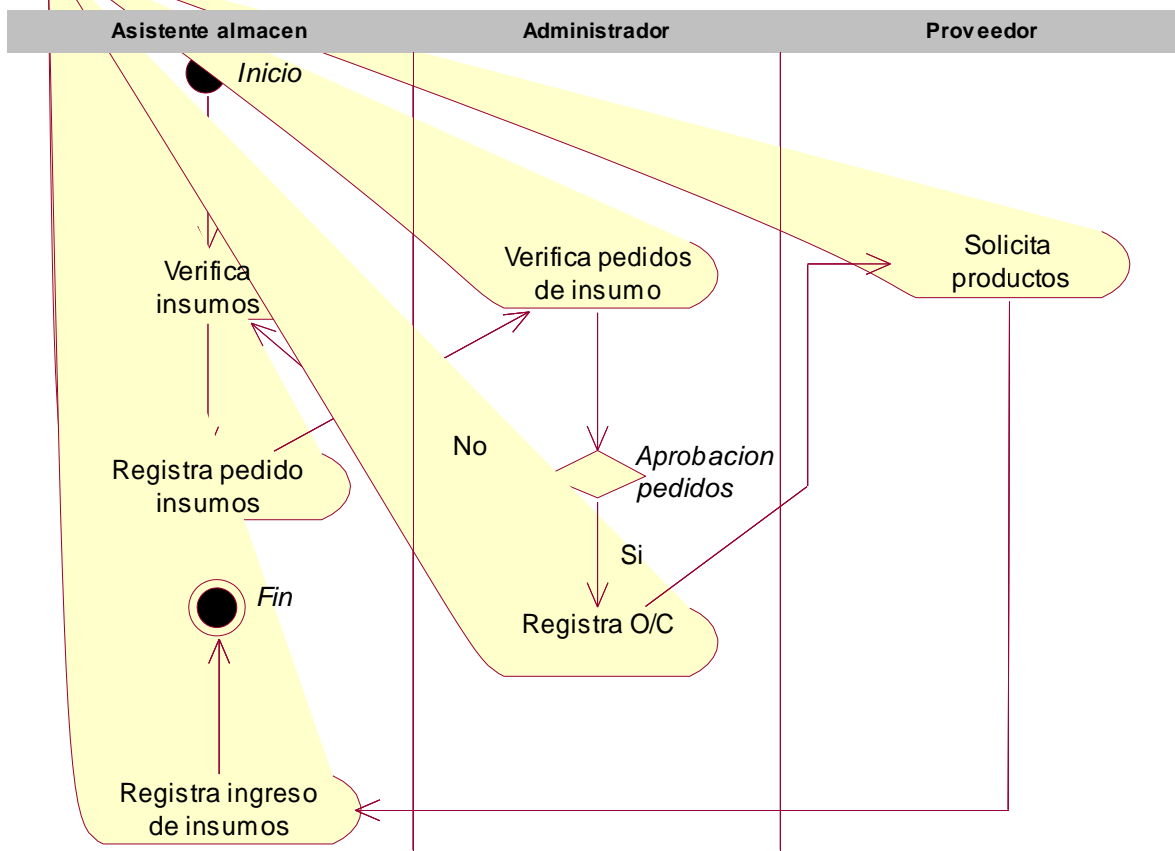 Asistente almacen
Administrador
Proveedor
Inicio
Verifica
insumos
Verifica pedidos
de insumo
Solicita
productos
Registra pedido
insumos
No
Aprobacion
pedidos
Si
Fin
Registra O/C
Registra ingreso
de insumos